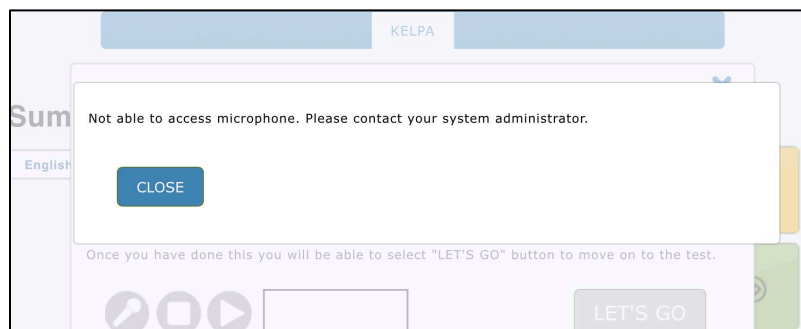 KELPA
Sum
Not able to access microphone. Please contact your system administrator.
English
CLOSE
Once you have done this you will be able to select "LET'S GO" button to move on to the test.
LET'S GO